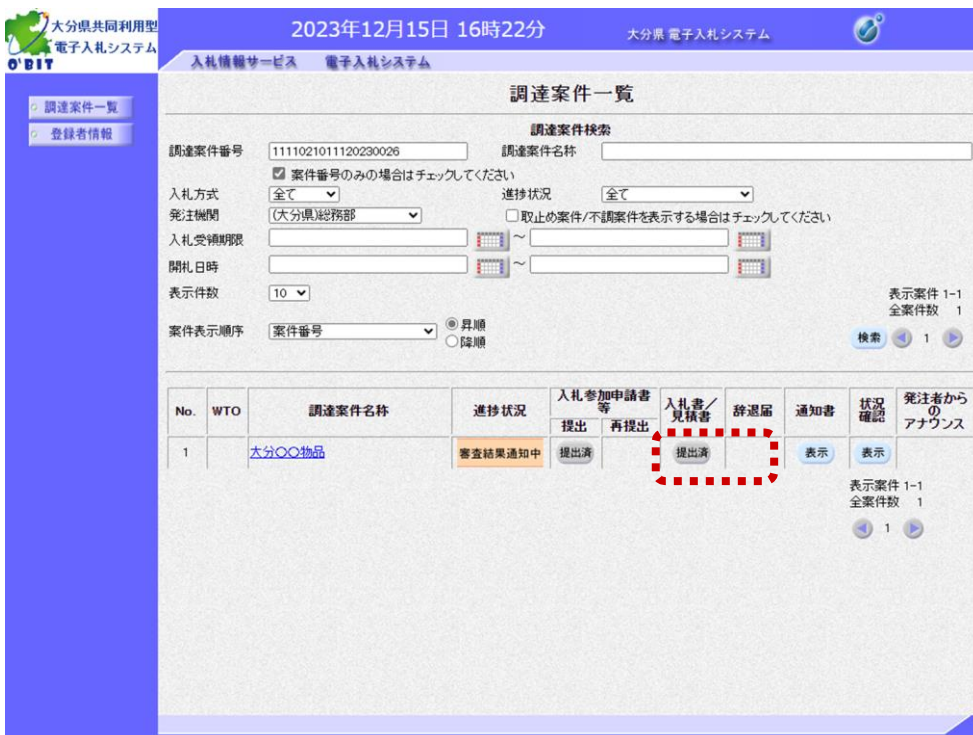 大分県共同利用型
電子入札システム
O'BIT
2023年12月15日 16時22分
大分県 電子入札システム
入札情報サービス 電子入札システム
調達案件一覧
登録者情報
調達案件一覧
調達案件検索
調達案件番号 1111021011120230026 調達案件名称
案件番号のみの場合はチェックしてください
入札方式 全て 進捗状況 全て
発注機関 (大分県)総務部 取止め案件/不調案件を表示する場合はチェックしてください
入札受領期限 ~
開札日時 ~
表示件数 10
表示案件 1-1
全案件数 1
案件表示順序 案件番号 昇順
降順
検索 1
No. WTO 調達案件名称 進捗状況 入札参加申請書等 入札書/見積書 辞退届 通知書 状況確認 発注者からのアナウンス
提出 再提出
1 大分〇〇物品 審査結果通知中 提出済 提出済 表示 表示
表示案件 1-1
全案件数 1
1